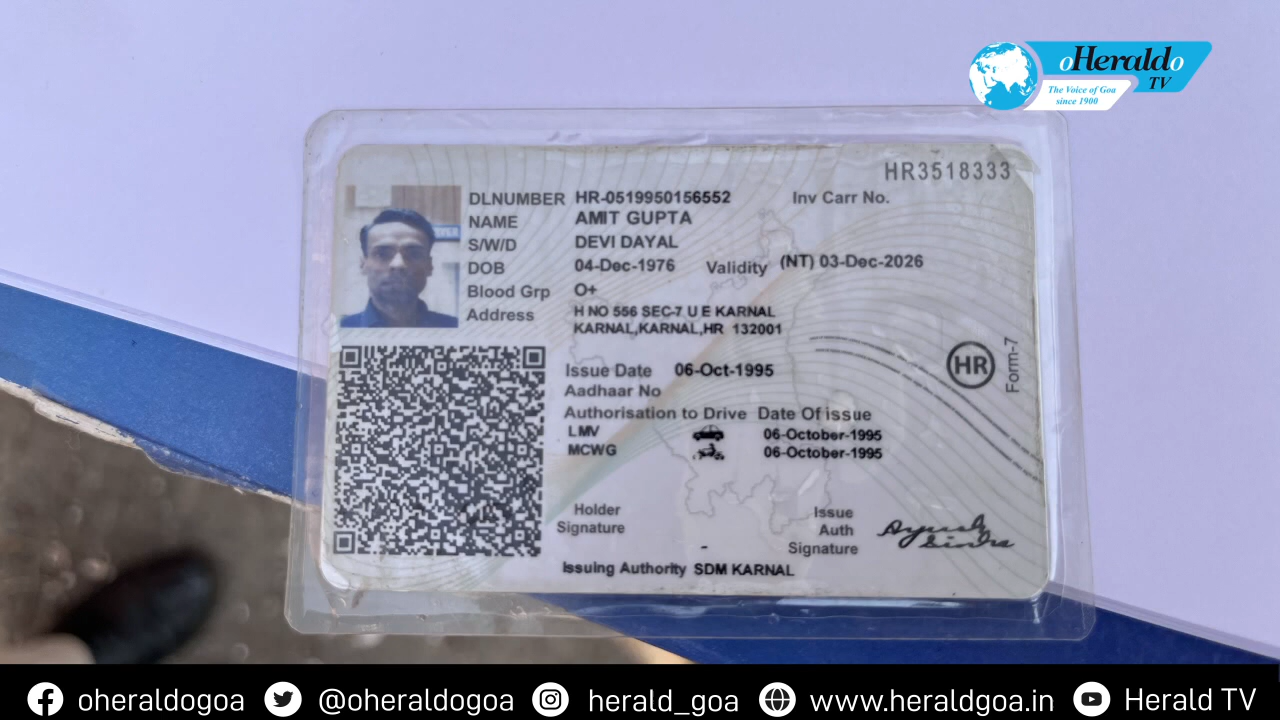 oHeraldo
TV
The Voice of Goa
since 1900
HR3518333
DLNUMBER HR-0519950156552 Inv Carr No.
NAME AMIT GUPTA
S/W/D DEVI DAYAL
DOB 04-Dec-1976 Validity (NT) 03-Dec-2026
Blood Grp O+
Address H NO 556 SEC-7 U E KARNAL
KARNAL,KARNAL,HR 132001
HR
Form-7
Issue Date 06-Oct-1995
Aadhaar No
Authorisation to Drive Date Of issue
LMV 06-October-1995
MCWG 06-October-1995
Holder
Signature
Issue
Auth
Signature
Issuing Authority SDM KARNAL
oheraldogoa @oheraldogoa herald_goa www.heraldgoa.in Herald TV